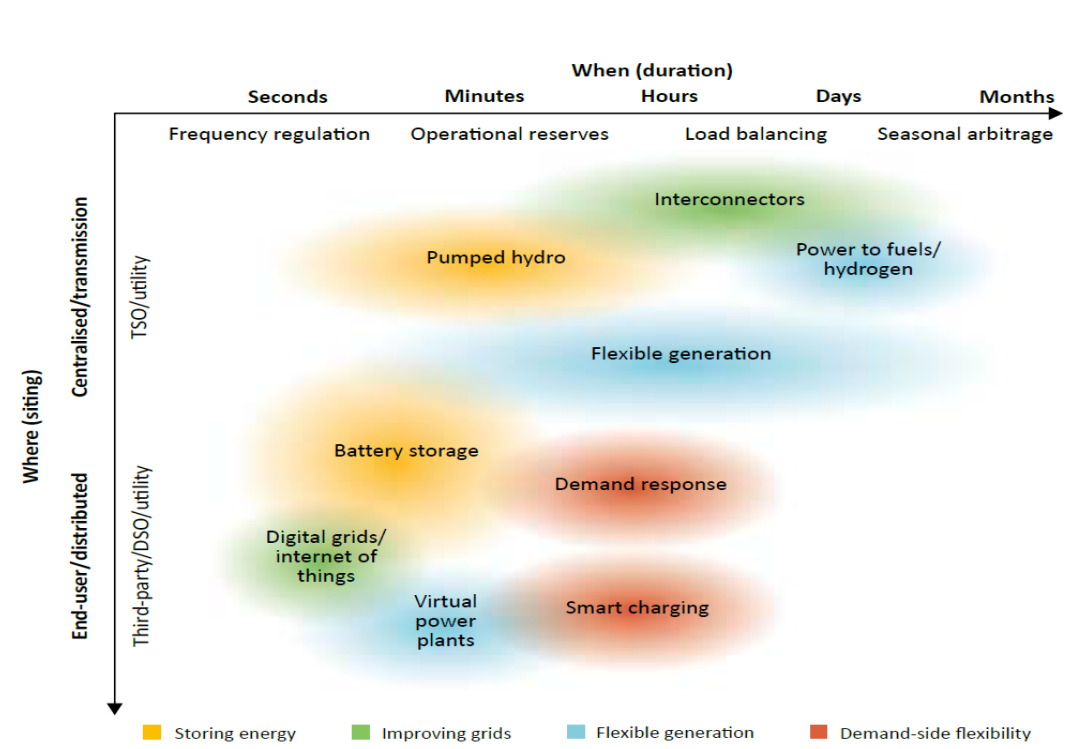 When (duration)
Seconds Minutes Hours Days Months
Frequency regulation Operational reserves Load balancing Seasonal arbitrage
Where (siting)
Centralised/transmission
TSO/utility
End-user/distributed
Third-party/DSO/utility
Interconnectors
Pumped hydro
Power to fuels/
hydrogen
Flexible generation
Battery storage
Demand response
Digital grids/
internet of
things
Virtual
power
plants
Smart charging
Storing energy Improving grids Flexible generation Demand-side flexibility